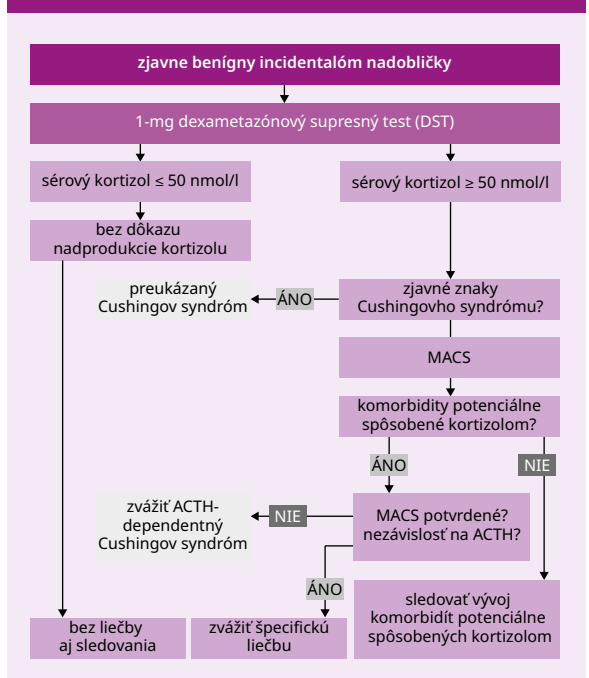 zjavne benígny incidentalóm nadobličky
1-mg dexametazónový supresný test (DST)
sérový kortizol ≤ 50 nmol/l
sérový kortizol ≥ 50 nmol/l
bez dôkazu
nadprodukcie kortizolu
preukázaný
Cushingov syndróm
ÁNO
zjavné znaky
Cushingovho syndrómu?
MACS
komorbidity potenciálne
spôsobené kortizolom?
ÁNO
NIE
zvážiť ACTH-
dependentný
Cushingov syndróm
NIE
MACS potvrdené?
nezávislosť na ACTH?
ÁNO
bez liečby
aj sledovania
zvážiť špecifickú
liečbu
sledovať vývoj
komorbidít potenciálne
spôsobených kortizolom